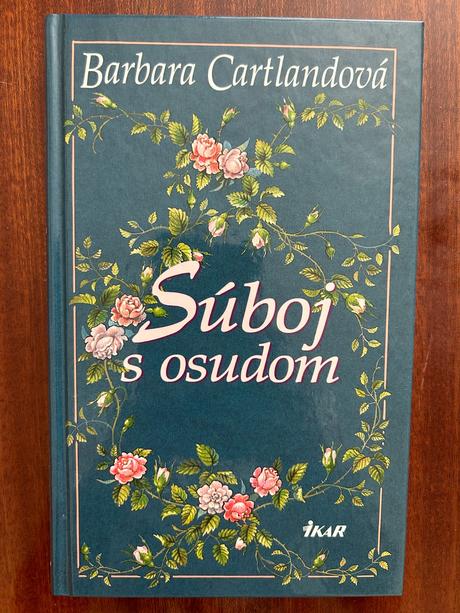 Barbara Cartlandová
Súboj
s osudom
IKAR